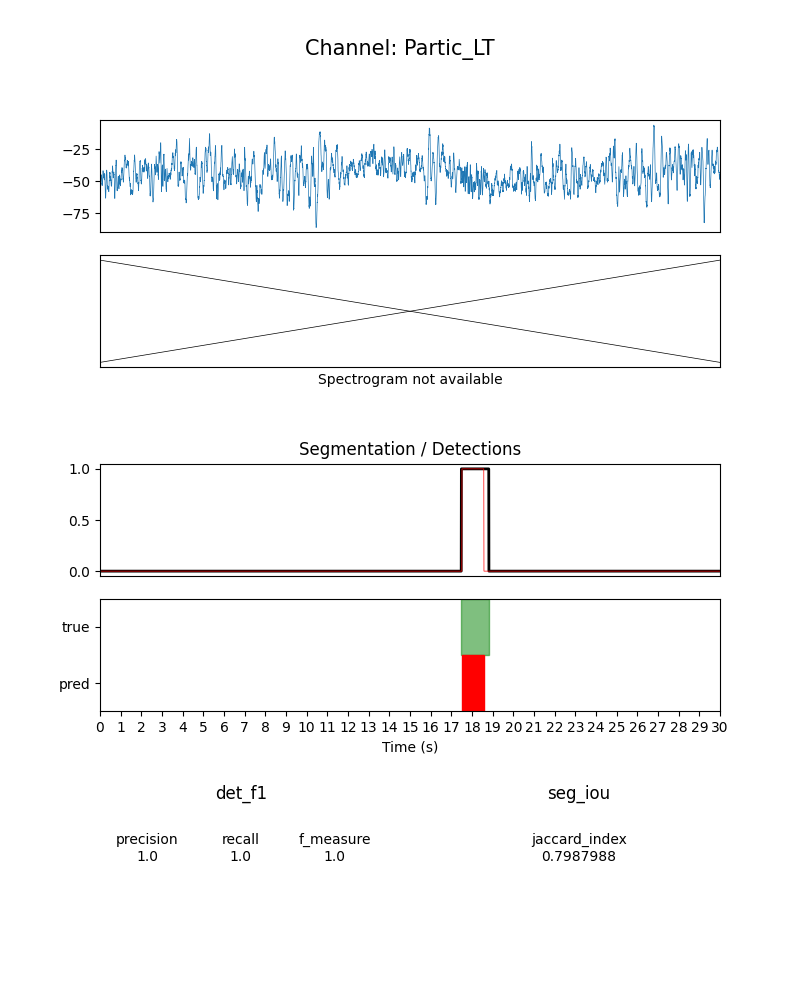 Channel: Partic_LT
−25
−50
−75
Spectrogram not available
Segmentation / Detections
1.0
0.5
0.0
true
pred
0 1 2 3 4 5 6 7 8 9 10 11 12 13 14 15 16 17 18 19 20 21 22 23 24 25 26 27 28 29 30
Time (s)
det_f1 seg_iou
precision recall f_measure jaccard_index
1.0 1.0 1.0 0.7987988